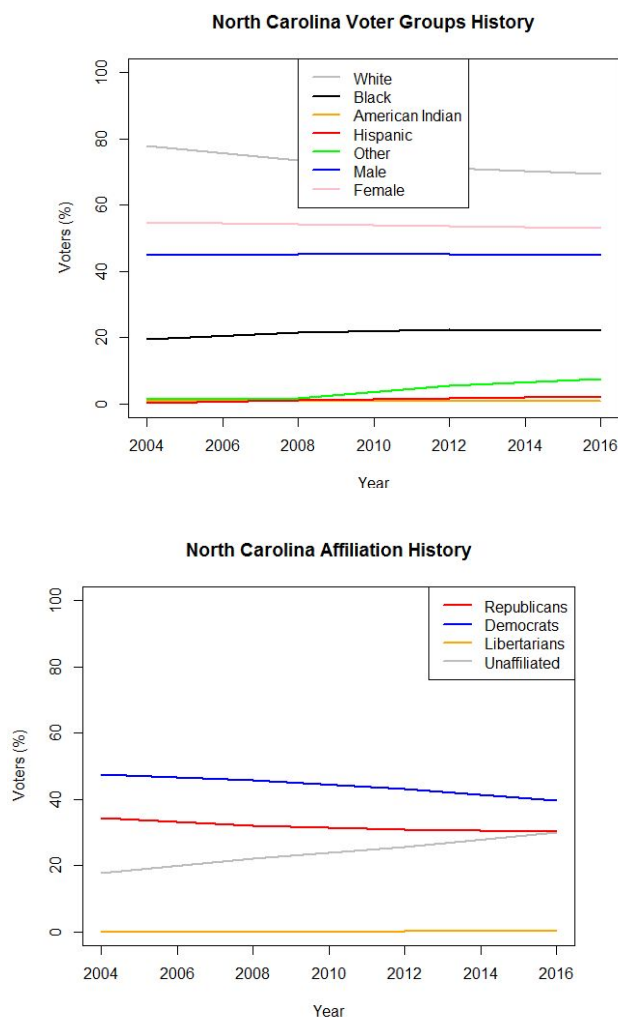 North Carolina Voter Groups History
Voters (%)
100
80
60
40
20
0
White
Black
American Indian
Hispanic
Other
Male
Female
2004 2006 2008 2010 2012 2014 2016
Year
North Carolina Affiliation History
Voters (%)
100
80
60
40
20
0
Republicans
Democrats
Libertarians
Unaffiliated
2004 2006 2008 2010 2012 2014 2016
Year